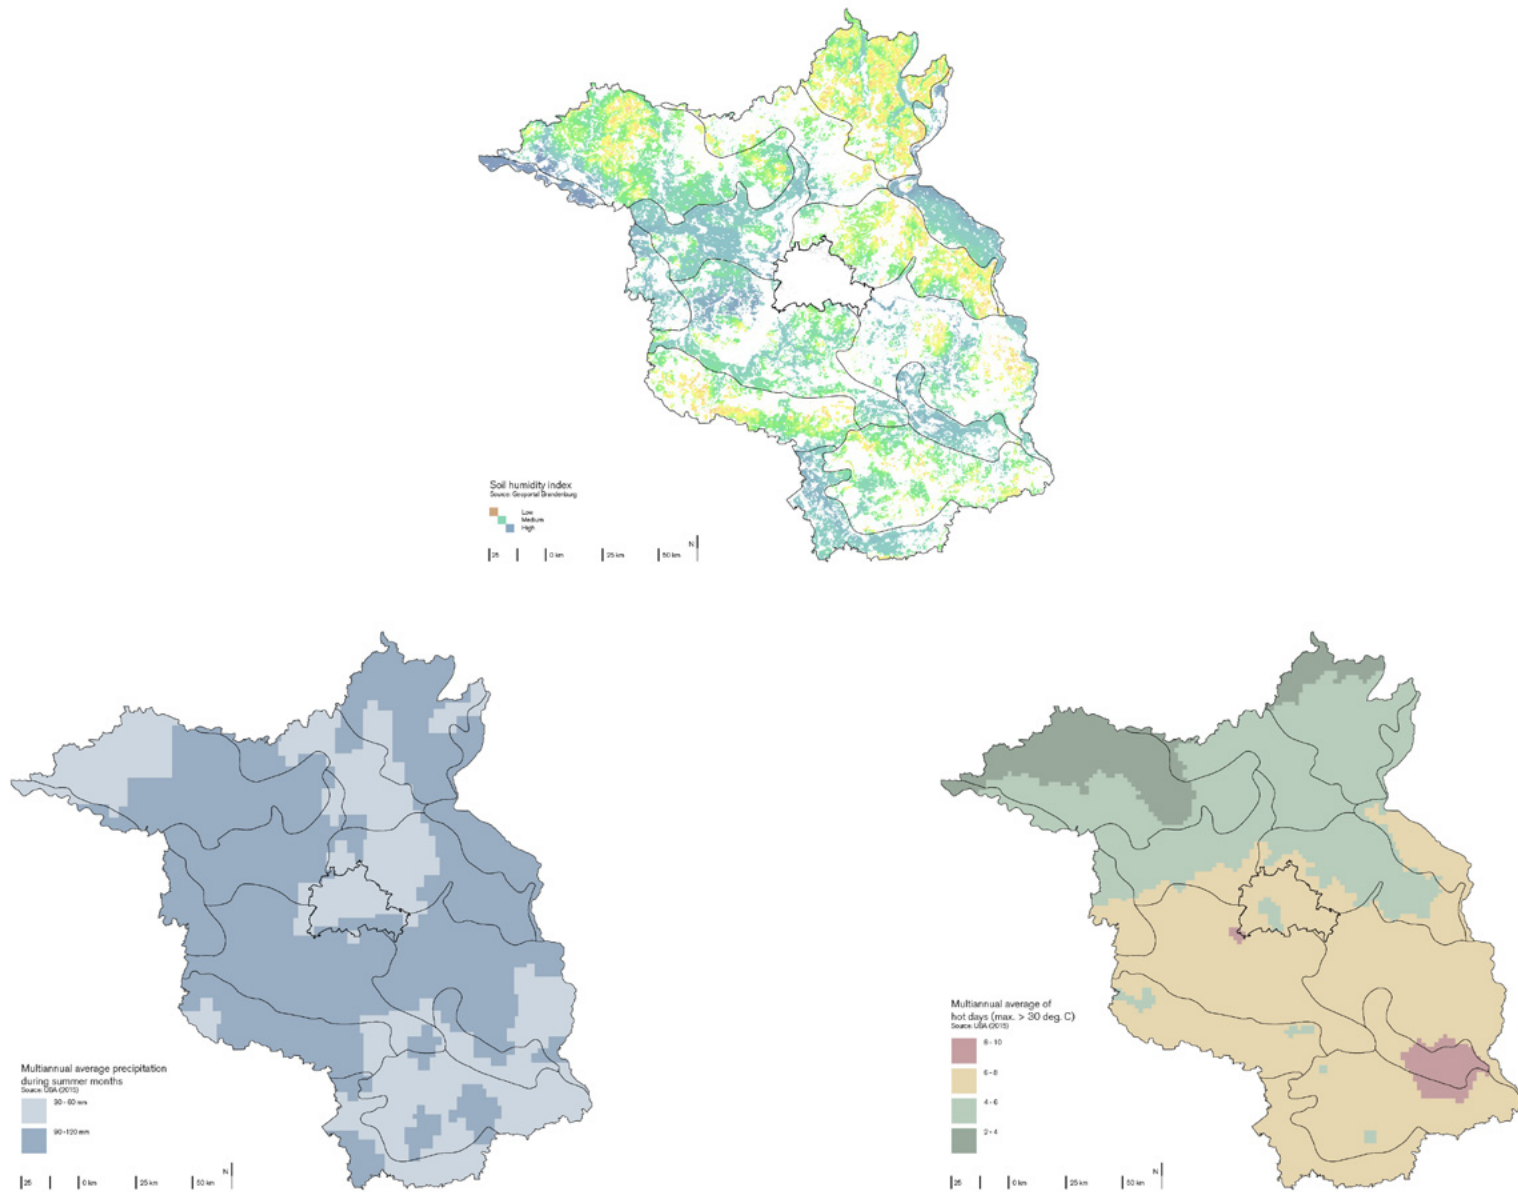 Soil humidity index
Source: Geoportal Brandenburg
Low
Medium
High
25 0 km 25 km 50 km N
Multiannual average precipitation
during summer months
Source: UBA (2015)
90-120 mm
25 0 km 25 km 50 km N
Multiannual average of
hot days (max. > 30 deg. C)
Source: UBA (2015)
8 - 10
6 - 8
4 - 6
2 - 4
25 0 km 25 km 50 km N